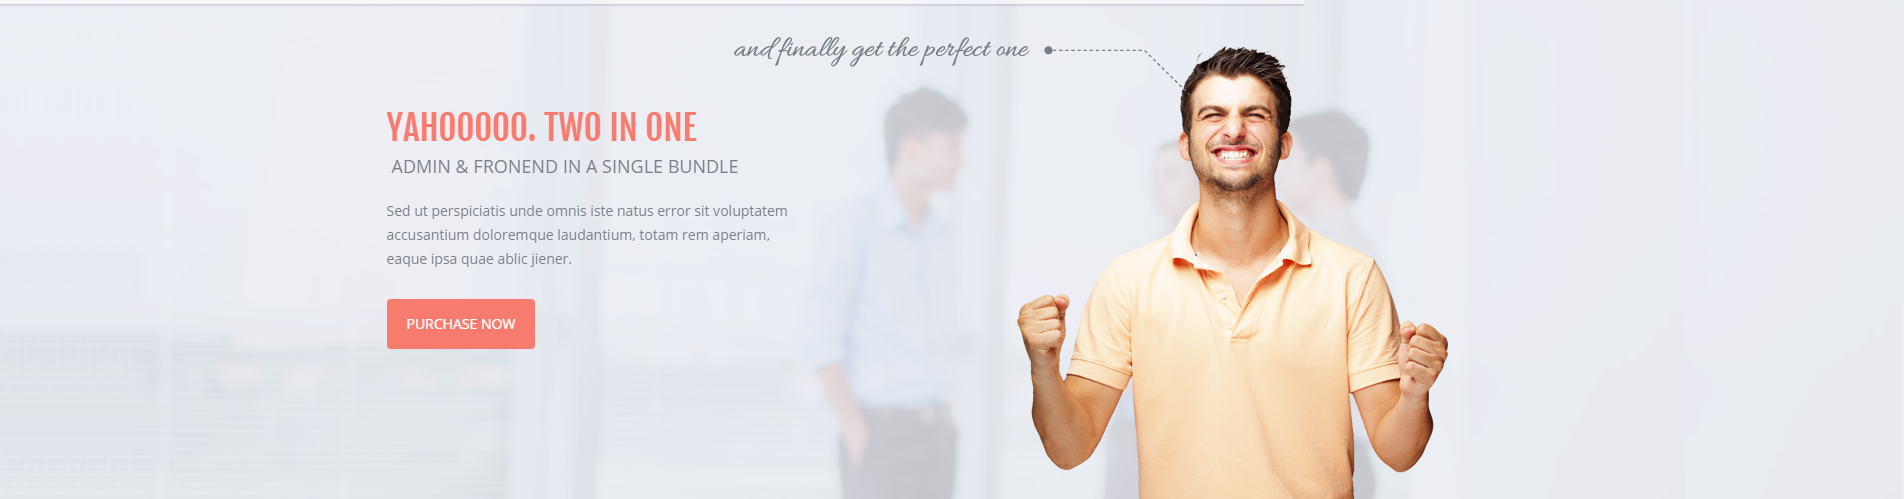 and finally get the perfect one
YAHOOOOO. TWO IN ONE
ADMIN & FRONEND IN A SINGLE BUNDLE
Sed ut perspiciatis unde omnis iste natus error sit voluptatem
accusantium doloremque laudantium, totam rem aperiam,
eaque ipsa quae ablic jiener.
PURCHASE NOW